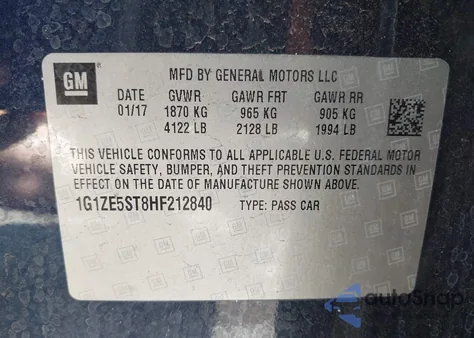 GM
MFD BY GENERAL MOTORS LLC
DATE GVWR GAWR FRT GAWR RR
01/17 1870 KG 965 KG 905 KG
4122 LB 2128 LB 1994 LB
THIS VEHICLE CONFORMS TO ALL APPLICABLE U.S. FEDERAL MOTOR
VEHICLE SAFETY, BUMPER, AND THEFT PREVENTION STANDARDS IN
EFFECT ON THE DATE OF MANUFACTURE SHOWN ABOVE.
1G1ZE5ST8HF212840 TYPE: PASS CAR
autoSnap